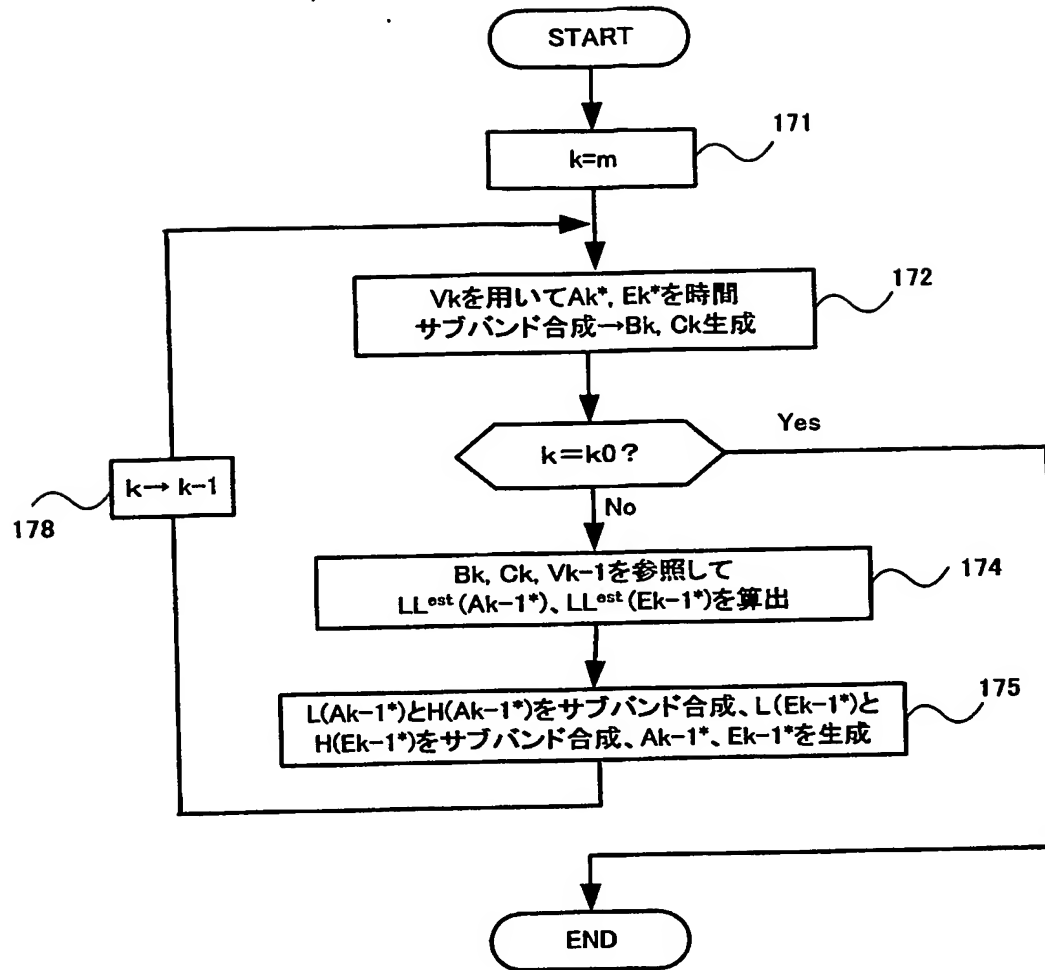 START
k=m
171
Vkを用いてAk*, Ek*を時間
サブバンド合成→Bk, Ck生成
172
k=k0?
Yes
No
k→ k-1
178
Bk, Ck, Vk-1を参照して
LLest (Ak-1*)、LLest (Ek-1*)を算出
174
L(Ak-1*)とH(Ak-1*)をサブバンド合成、L(Ek-1*)と
H(Ek-1*)をサブバンド合成、Ak-1*、Ek-1*を生成
175
END